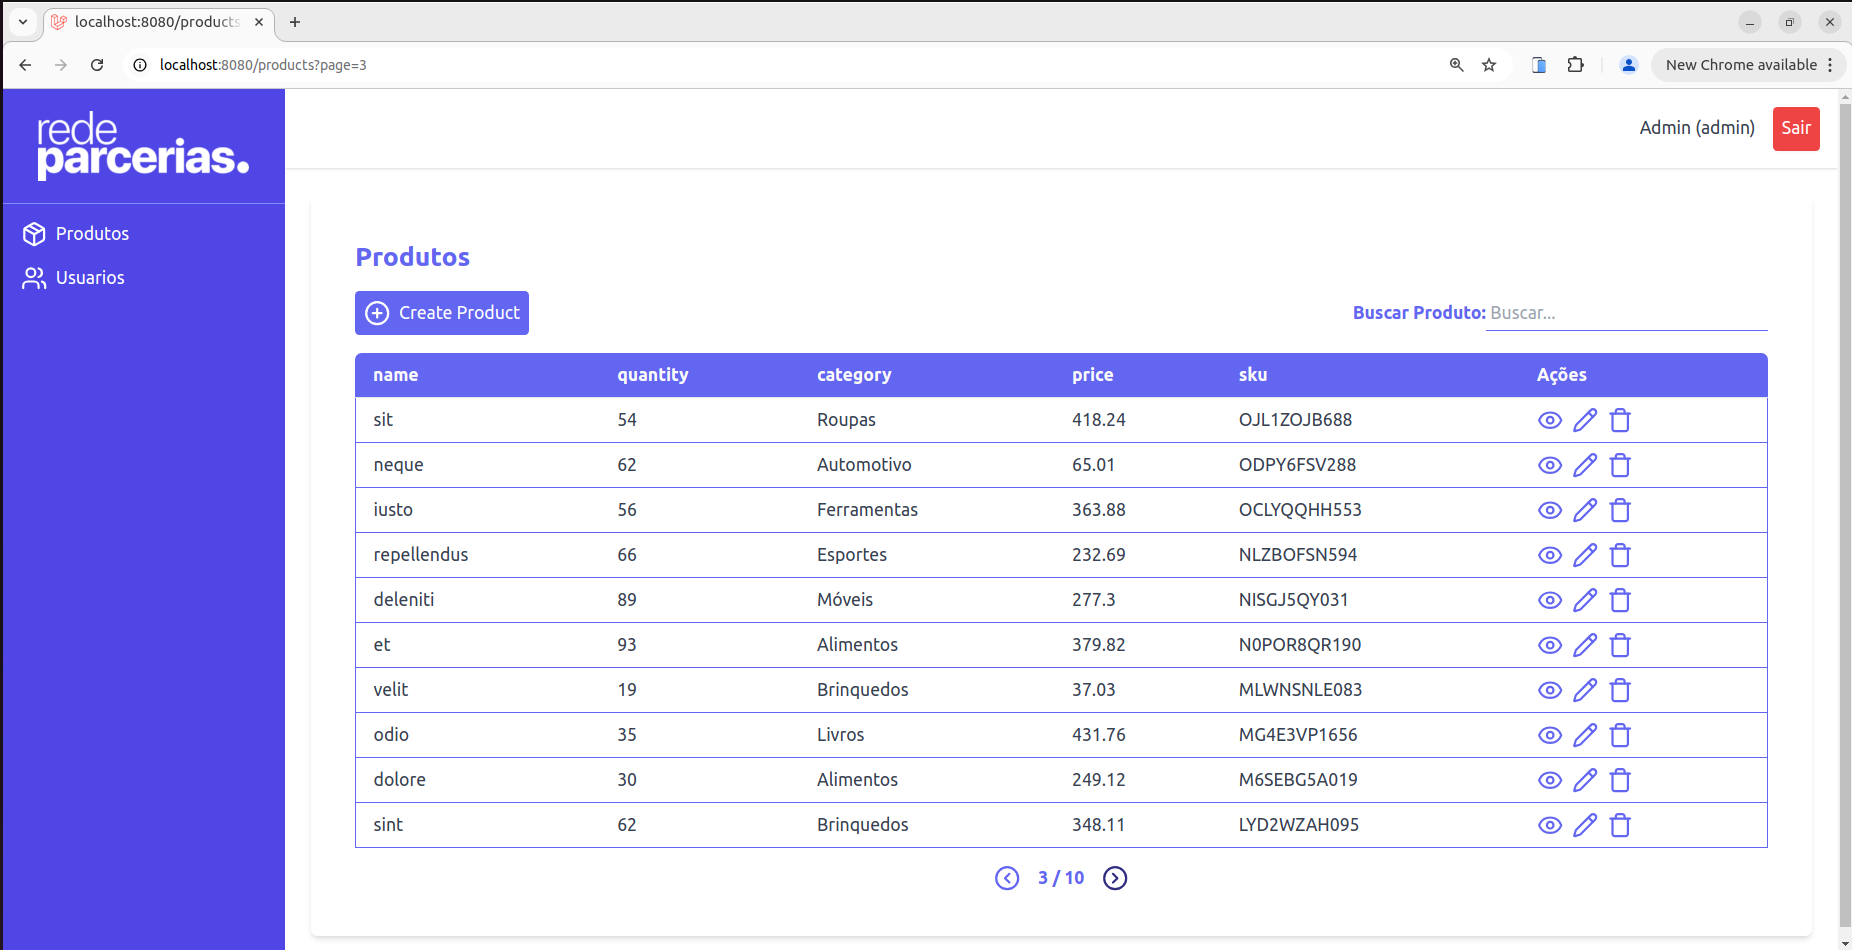 localhost:8080/products
localhost:8080/products?page=3
New Chrome available
rede
parcerias.
Admin (admin)
Sair
Produtos
Usuarios
Produtos
Create Product
Buscar Produto: Buscar...
name quantity category price sku Ações
sit 54 Roupas 418.24 OJL1ZOJB688
neque 62 Automotivo 65.01 ODPY6FSV288
iusto 56 Ferramentas 363.88 OCLYQQHH553
repellendus 66 Esportes 232.69 NLZBOFSN594
deleniti 89 Móveis 277.3 NISGJ5QY031
et 93 Alimentos 379.82 N0POR8QR190
velit 19 Brinquedos 37.03 MLWNSNLE083
odio 35 Livros 431.76 MG4E3VP1656
dolore 30 Alimentos 249.12 M6SEBG5A019
sint 62 Brinquedos 348.11 LYD2WZAH095
3 / 10